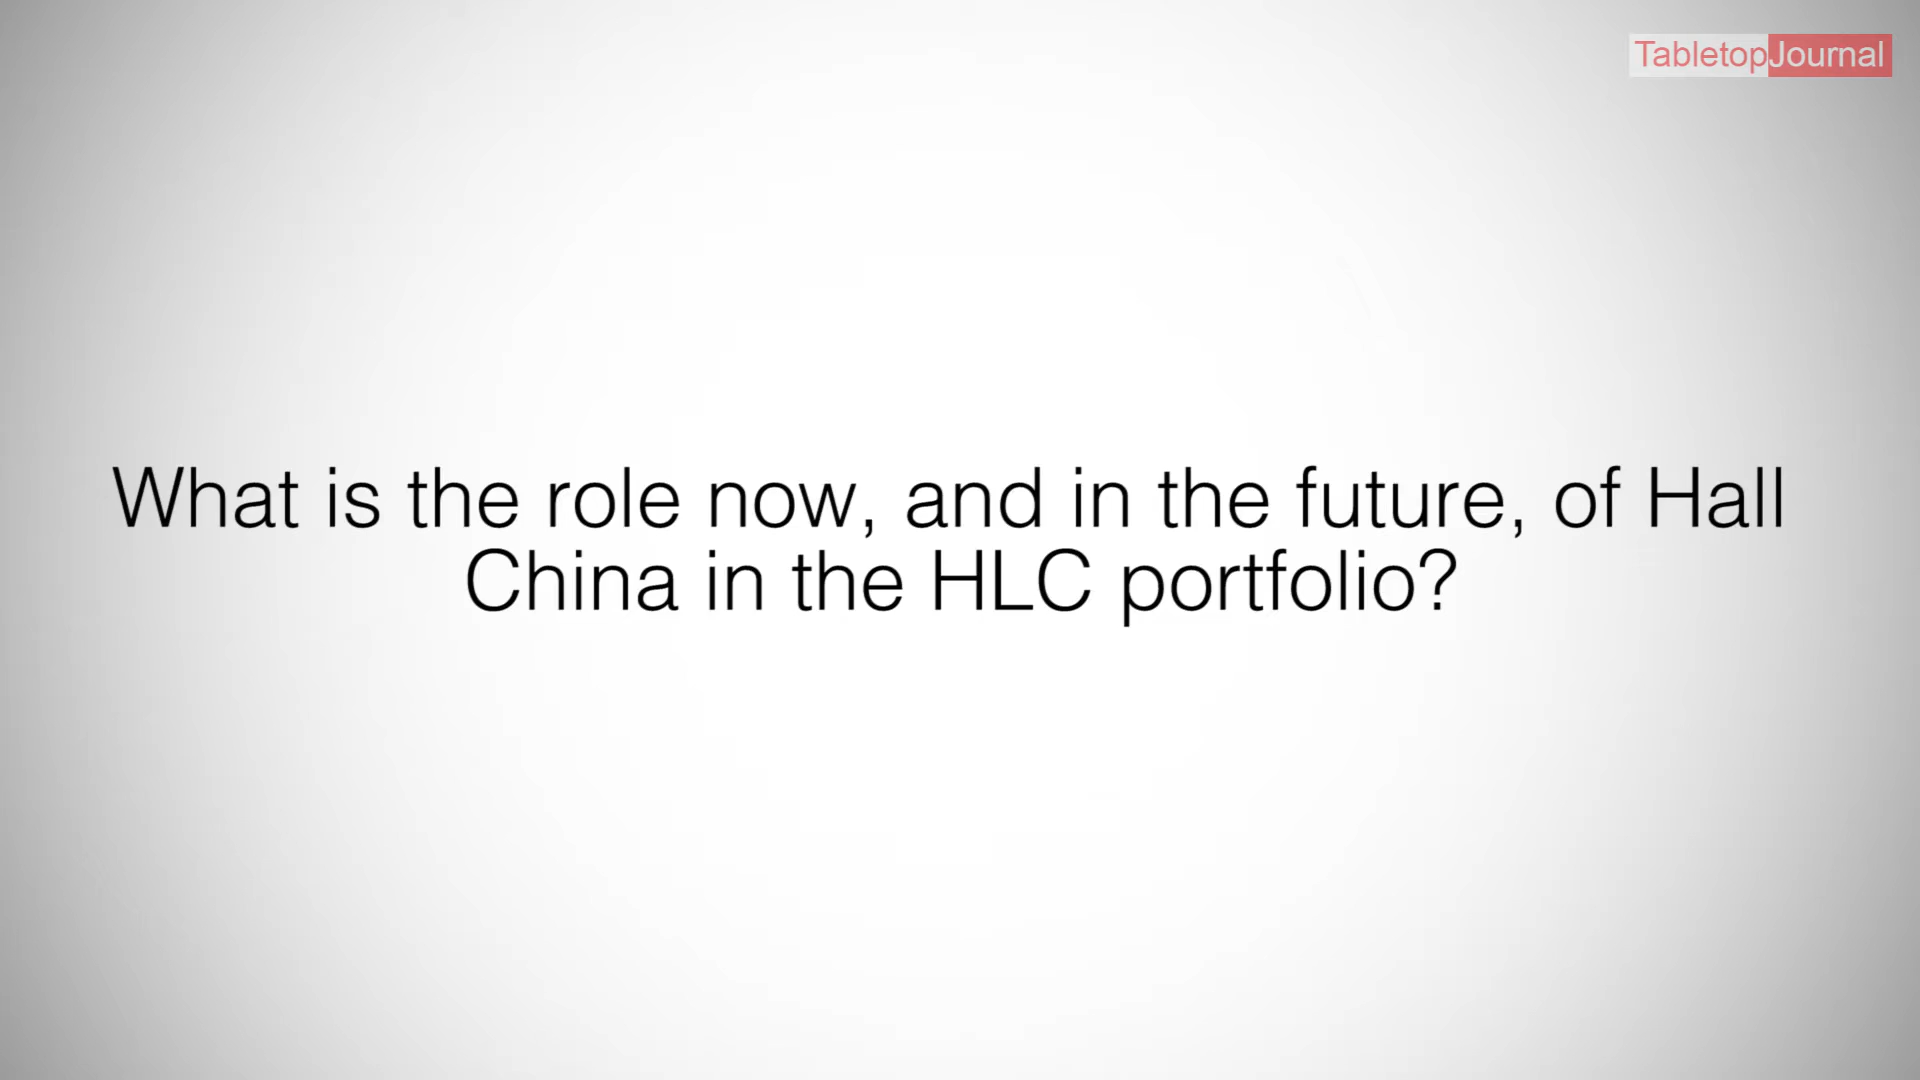 TabletopJournal
What is the role now, and in the future, of Hall
China in the HLC portfolio?